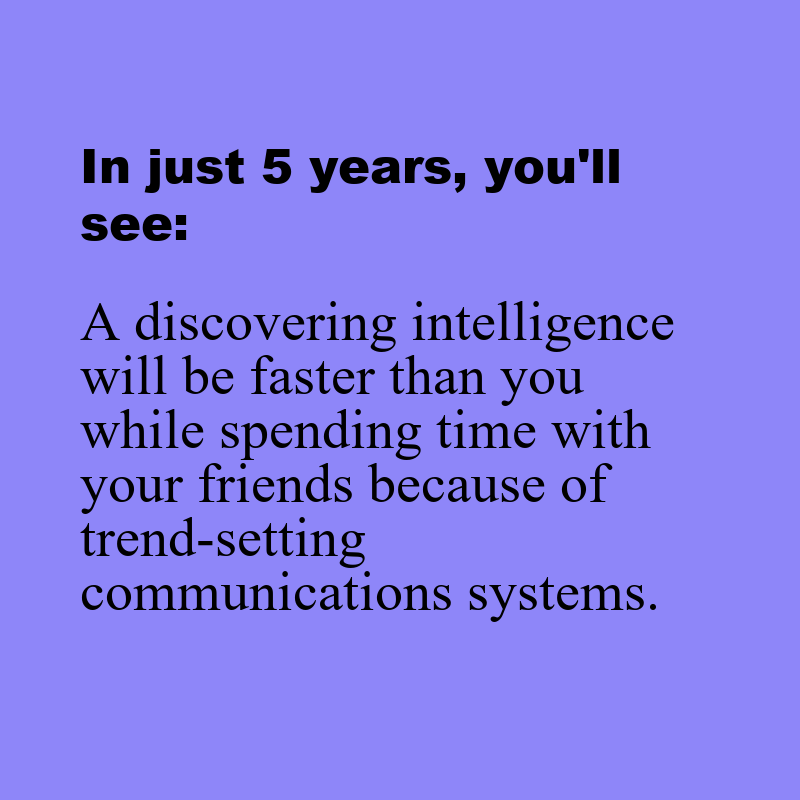 In just 5 years, you'll
see:
A discovering intelligence
will be faster than you
while spending time with
your friends because of
trend-setting
communications systems.